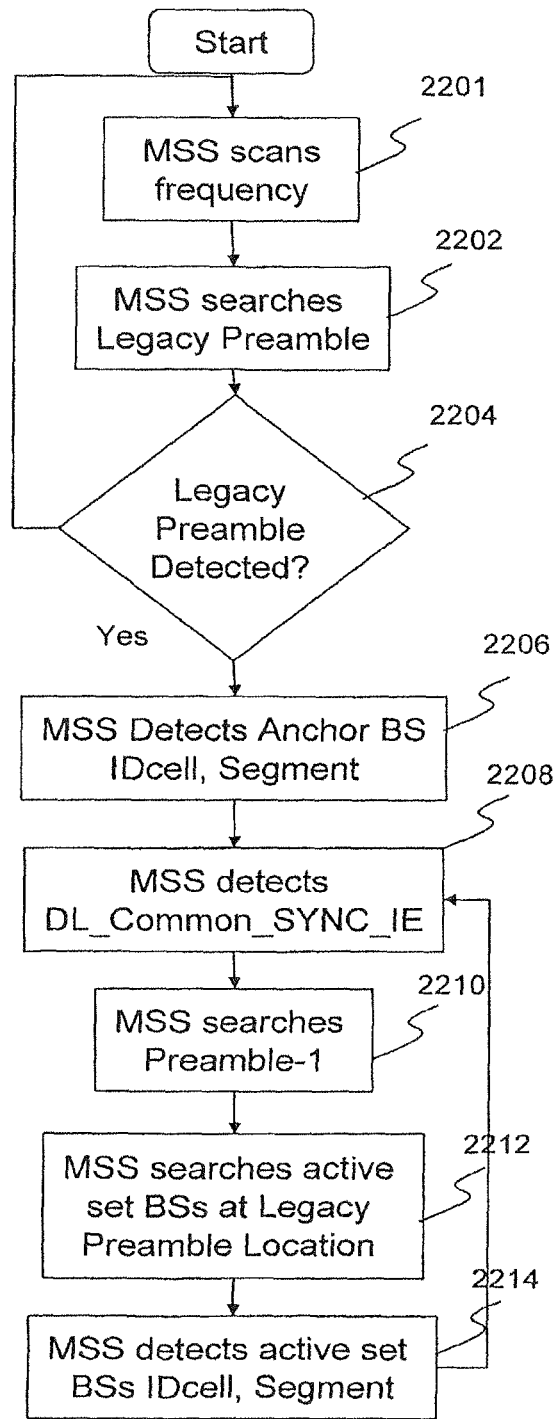 Start
2201
MSS scans
frequency
2202
MSS searches
Legacy Preamble
2204
Legacy
Preamble
Detected?
Yes
2206
MSS Detects Anchor BS
IDcell, Segment
2208
MSS detects
DL_Common_SYNC_IE
2210
MSS searches
Preamble-1
2212
MSS searches active
set BSs at Legacy
Preamble Location
2214
MSS detects active set
BSs IDcell, Segment